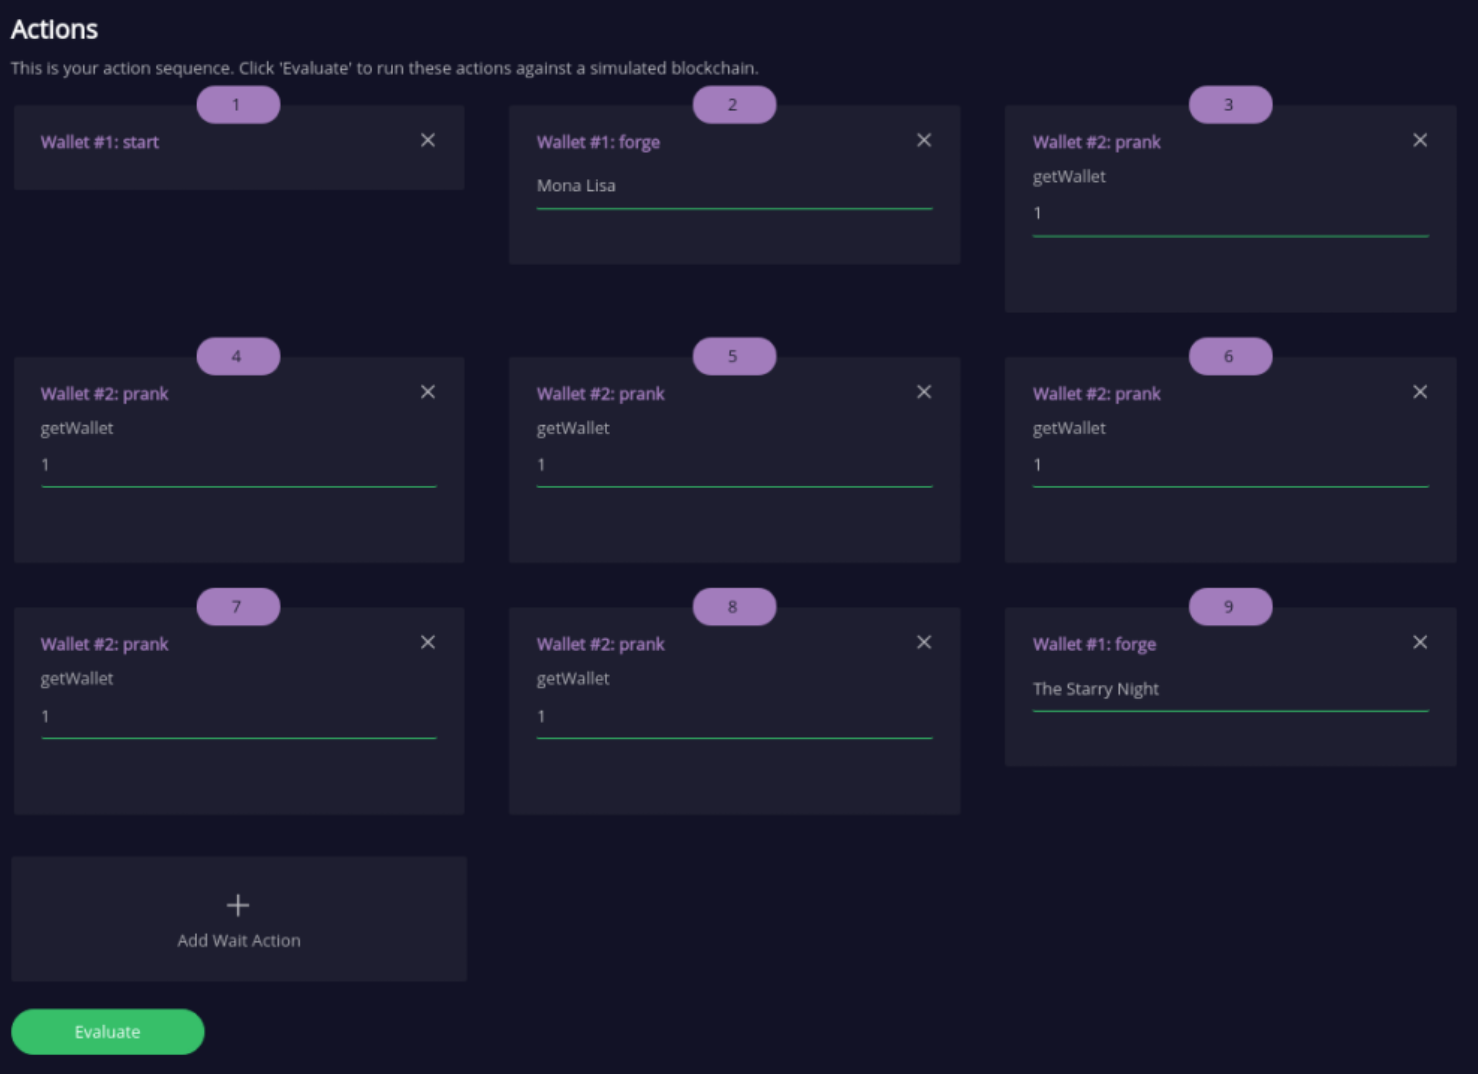 Actions
This is your action sequence. Click 'Evaluate' to run these actions against a simulated blockchain.
1
Wallet #1: start
2
Wallet #1: forge
Mona Lisa
3
Wallet #2: prank
getWallet
1
4
Wallet #2: prank
getWallet
1
5
Wallet #2: prank
getWallet
1
6
Wallet #2: prank
getWallet
1
7
Wallet #2: prank
getWallet
1
8
Wallet #2: prank
getWallet
1
9
Wallet #1: forge
The Starry Night
Add Wait Action
Evaluate